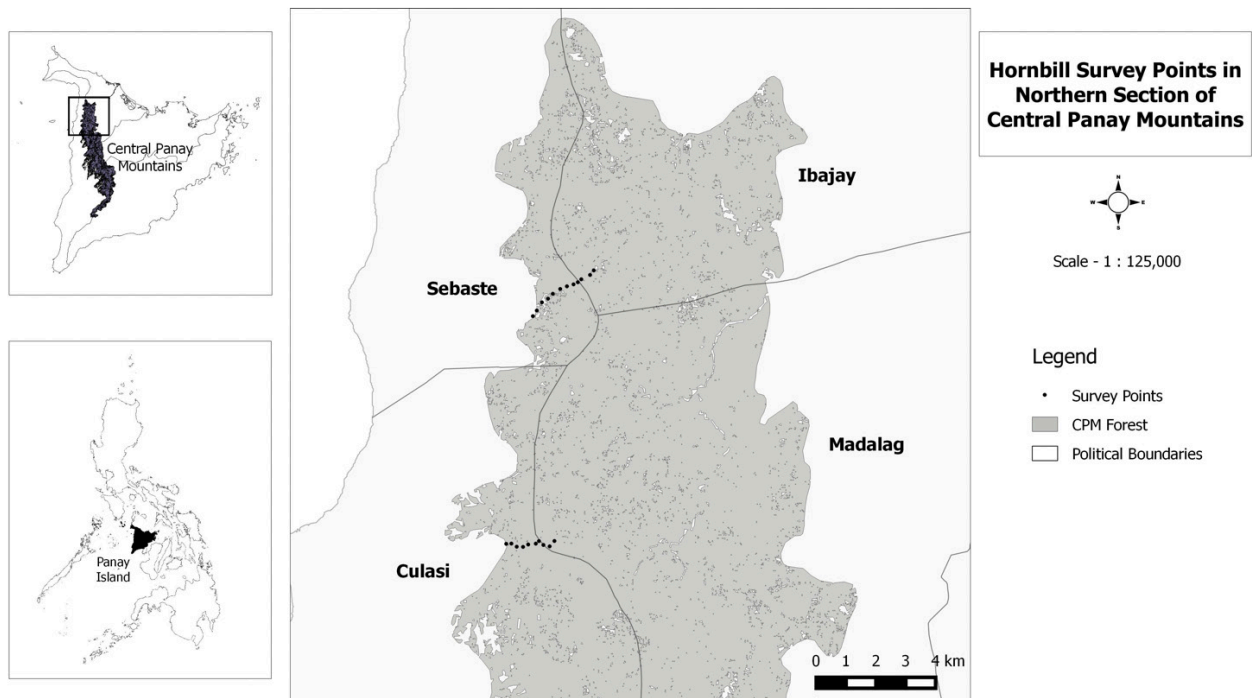 Central Panay
Mountains
Panay
Island
Sebaste
Ibajay
Madalag
Culasi
0 1 2 3 4 km
Hornbill Survey Points in
Northern Section of
Central Panay Mountains
N
W E
S
Scale - 1 : 125,000
Legend
Survey Points
CPM Forest
Political Boundaries